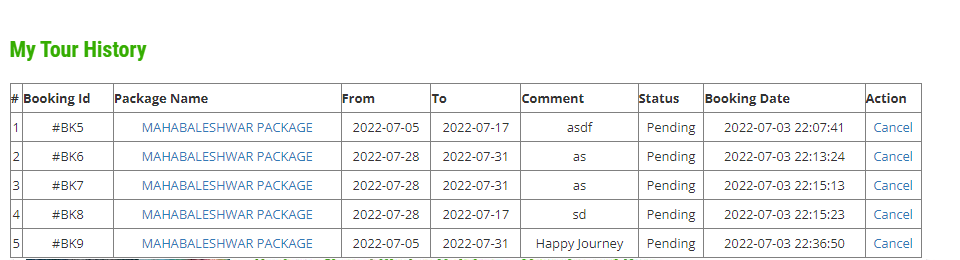 My Tour History
# Booking Id Package Name From To Comment Status Booking Date Action
1 #BK5 MAHABALESHWAR PACKAGE 2022-07-05 2022-07-17 asdf Pending 2022-07-03 22:07:41 Cancel
2 #BK6 MAHABALESHWAR PACKAGE 2022-07-28 2022-07-31 as Pending 2022-07-03 22:13:24 Cancel
3 #BK7 MAHABALESHWAR PACKAGE 2022-07-28 2022-07-31 as Pending 2022-07-03 22:15:13 Cancel
4 #BK8 MAHABALESHWAR PACKAGE 2022-07-28 2022-07-17 sd Pending 2022-07-03 22:15:23 Cancel
5 #BK9 MAHABALESHWAR PACKAGE 2022-07-05 2022-07-31 Happy Journey Pending 2022-07-03 22:36:50 Cancel